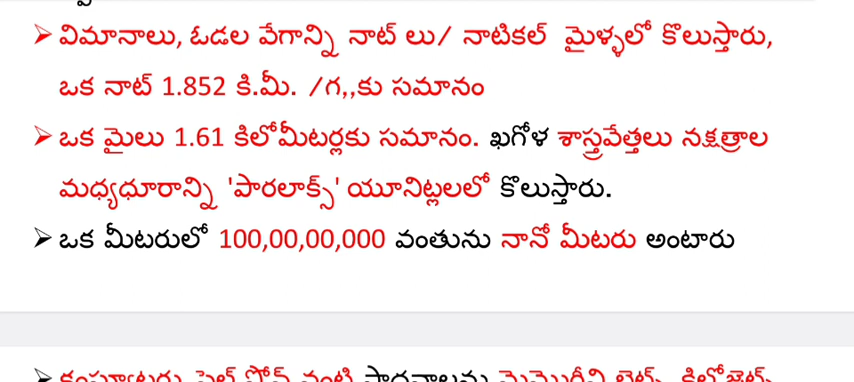 ➤ విమానాలు, ఓడల వేగాన్ని నాట్ లు/ నాటికల్ మైళ్ళలో కొలుస్తారు,
ఒక నాట్ 1.852 కి.మీ. /గ,,కు సమానం
➤ ఒక మైలు 1.61 కిలోమీటర్లకు సమానం. ఖగోళ శాస్త్రవేత్తలు నక్షత్రాల
మధ్యధూరాన్ని 'పారలాక్స్' యూనిట్లలలో కొలుస్తారు.
➤ ఒక మీటరులో 100,00,00,000 వంతును నానో మీటరు అంటారు